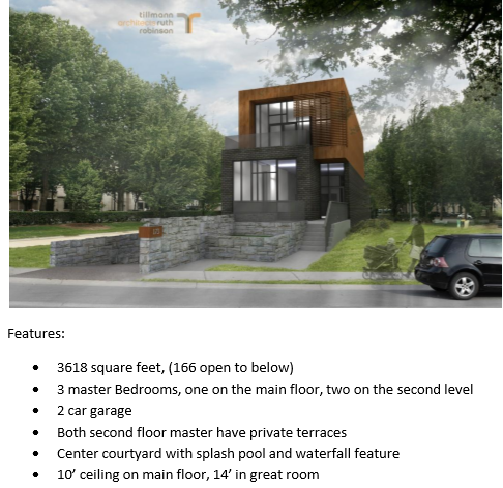 tillmann
architect+ruth
robinson
Features:
3618 square feet, (166 open to below)
3 master Bedrooms, one on the main floor, two on the second level
2 car garage
Both second floor master have private terraces
Center courtyard with splash pool and waterfall feature
10’ ceiling on main floor, 14’ in great room